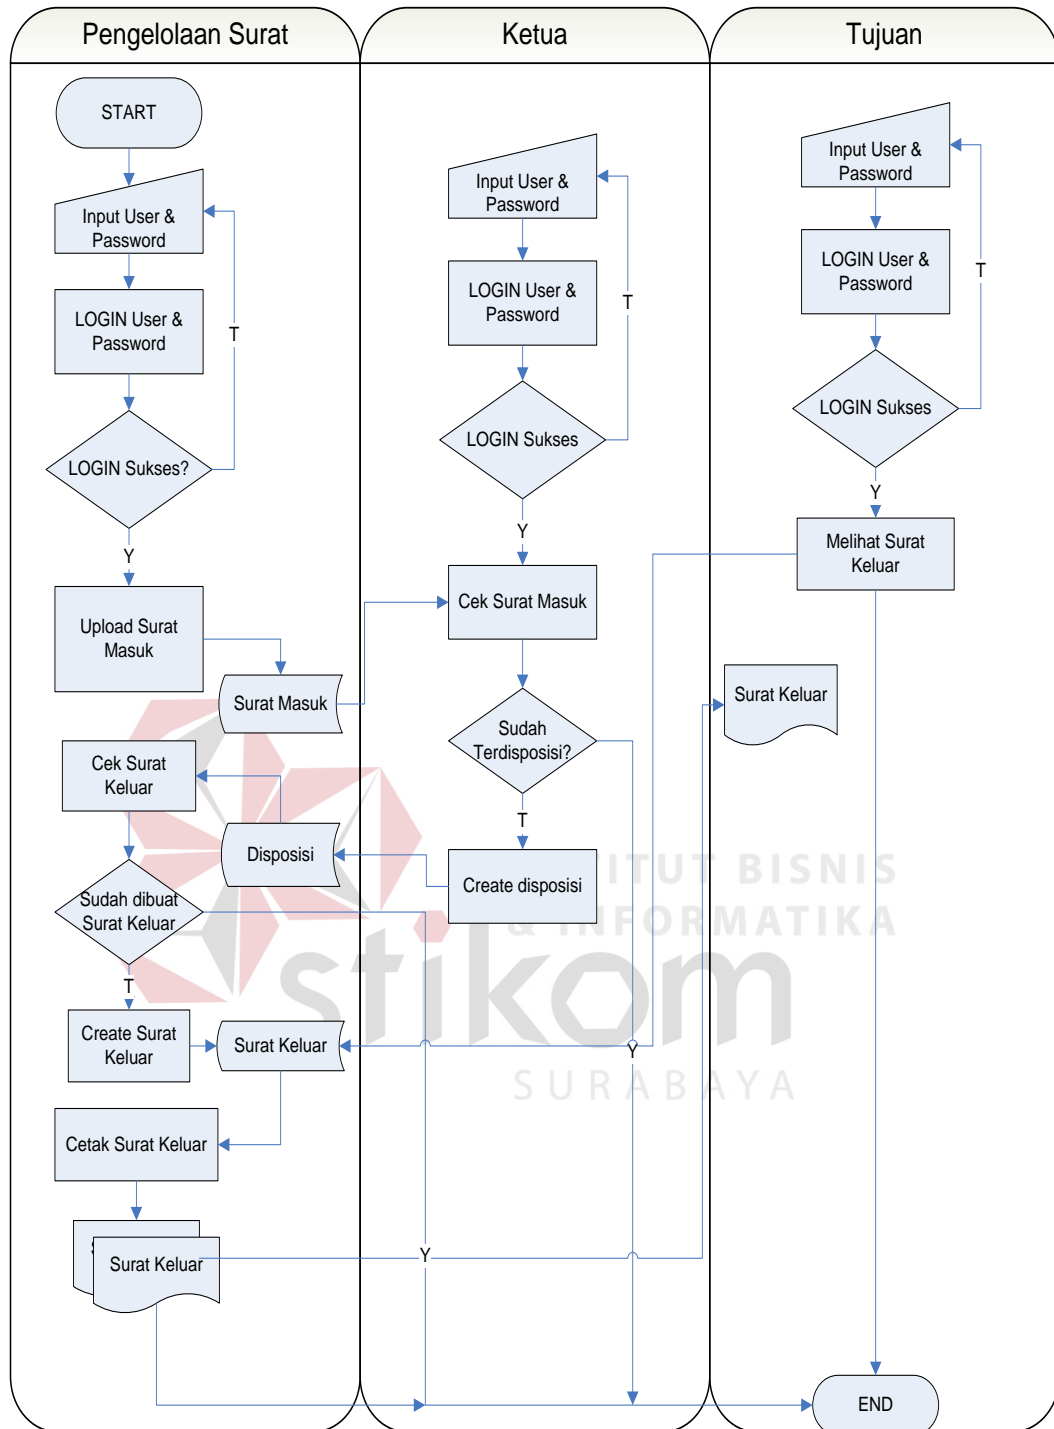 Pengelolaan Surat
Ketua
Tujuan
START
Input User &
Password
LOGIN User &
Password
T
LOGIN Sukses?
Y
Upload Surat
Masuk
Surat Masuk
Cek Surat
Keluar
Disposisi
Sudah dibuat
Surat Keluar
T
Create Surat
Keluar
Surat Keluar
Cetak Surat Keluar
Surat Keluar
Y
Input User &
Password
LOGIN User &
Password
T
LOGIN Sukses
Y
Cek Surat Masuk
Sudah
Terdisposisi?
T
Create disposisi
Y
Input User &
Password
LOGIN User &
Password
T
LOGIN Sukses
Y
Melihat Surat
Keluar
Surat Keluar
END
TITUT BISNIS
& INFORMATIKA
stikom
SURABAYA